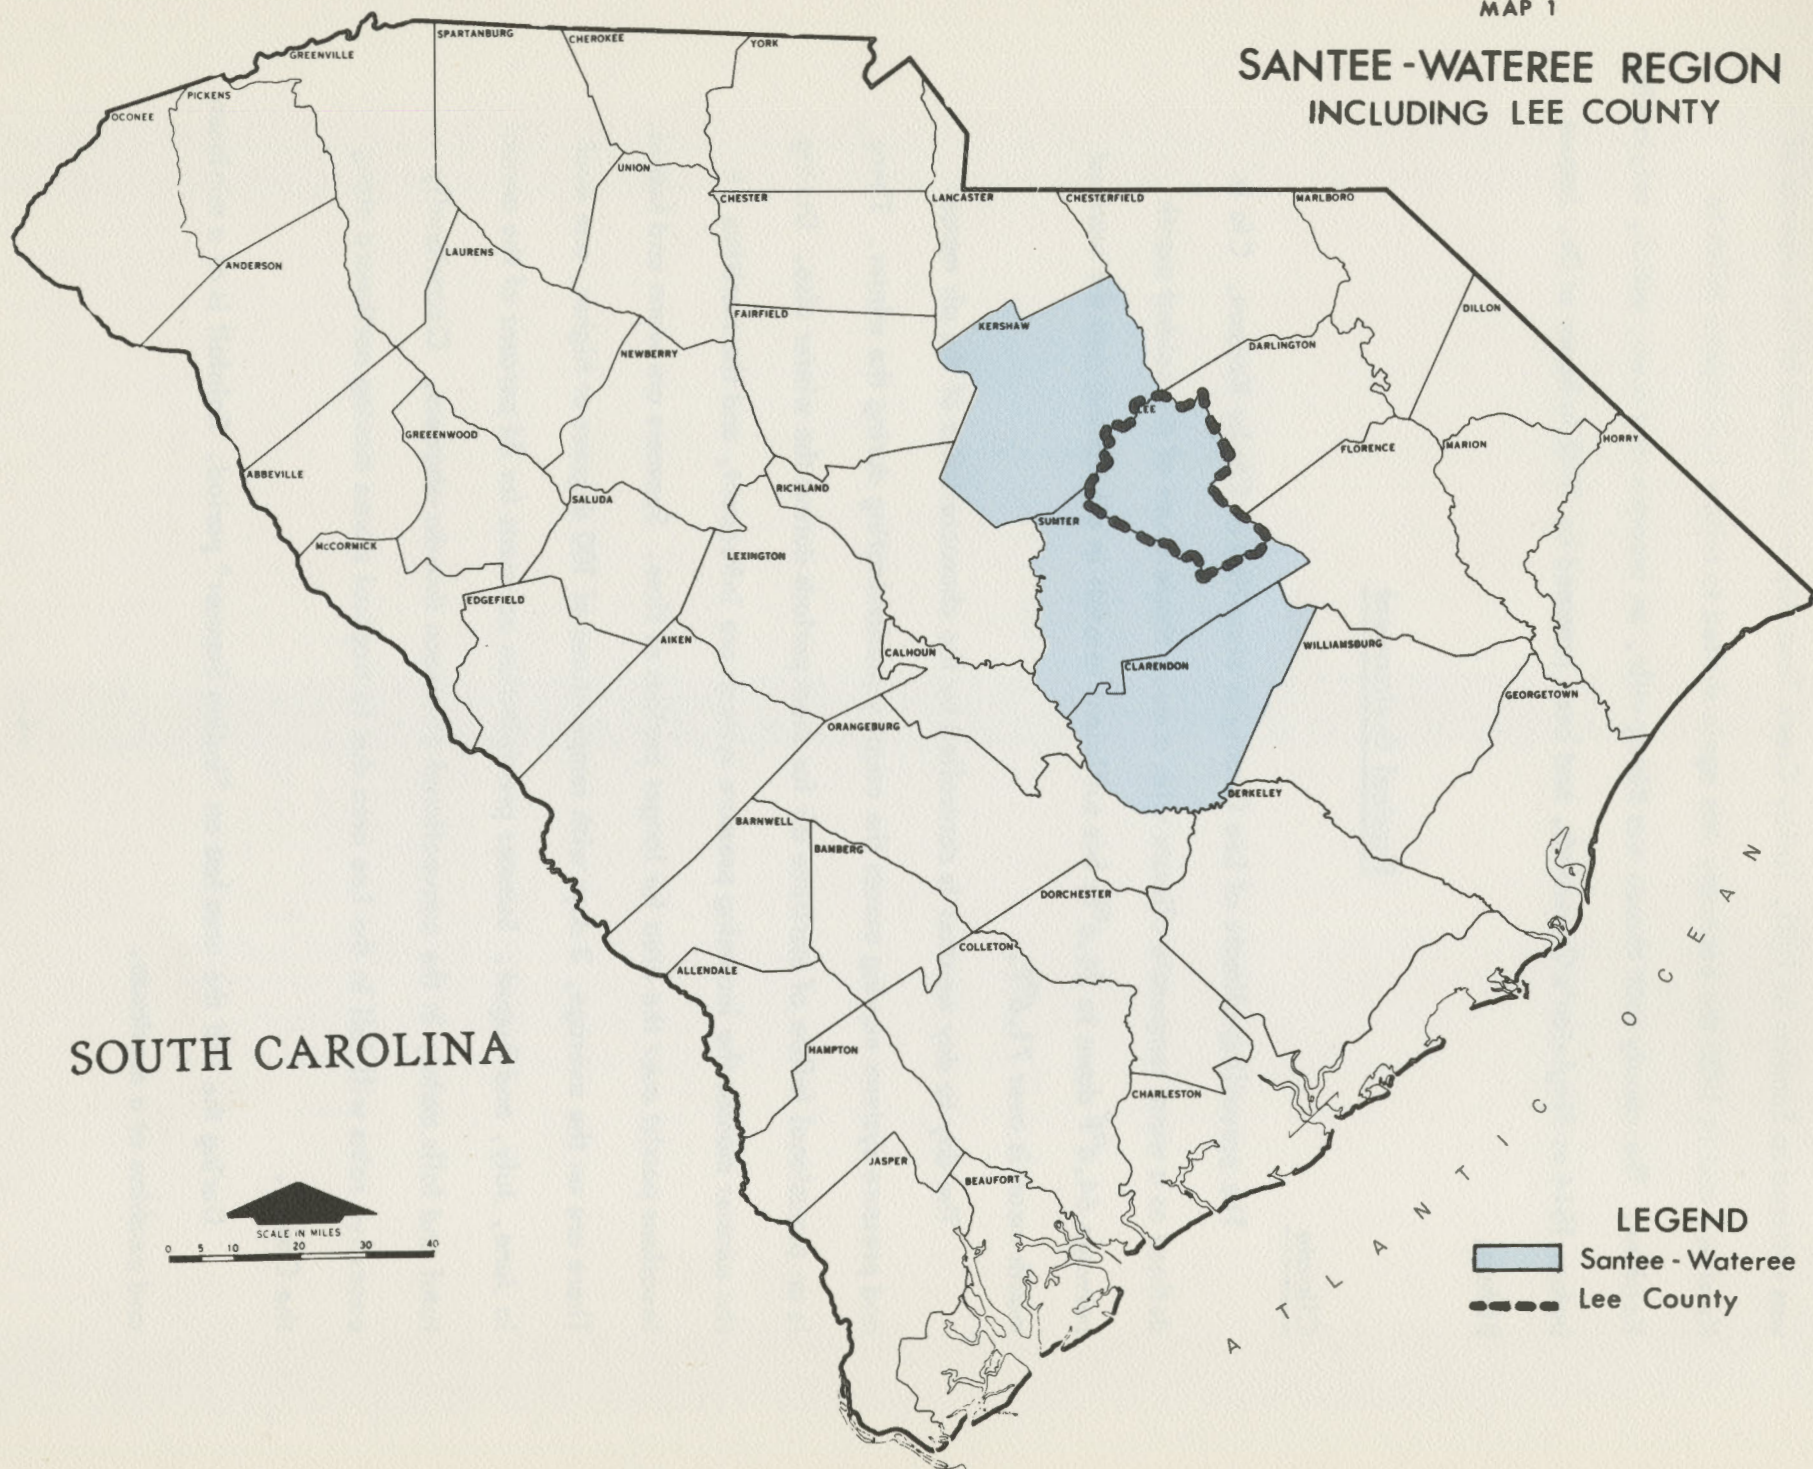 MAP 1
SANTEE-WATEREE REGION
INCLUDING LEE COUNTY
SPARTANBURG
CHEROKEE
YORK
GREENVILLE
PICKENS
OCONEE
UNION
CHESTER
LANCASTER
CHESTERFIELD
MARLBORO
LAURENS
ANDERSON
FAIRFIELD
KERSHAW
DILLON
NEWBERRY
DARLINGTON
LEE
GREEENWOOD
FLORENCE
MARION
HORRY
ABBEVILLE
SALUDA
RICHLAND
SUMTER
McCORMICK
LEXINGTON
EDGEFIELD
AIKEN
CALHOUN
CLARENDON
WILLIAMSBURG
GEORGETOWN
ORANGEBURG
BERKELEY
BARNWELL
BAMBERG
DORCHESTER
COLLETON
ALLENDALE
HAMPTON
CHARLESTON
JASPER
BEAUFORT
ATLANTIC OCEAN
SOUTH CAROLINA
SCALE IN MILES
0 5 10 20 30 40
LEGEND
Santee - Wateree
Lee County